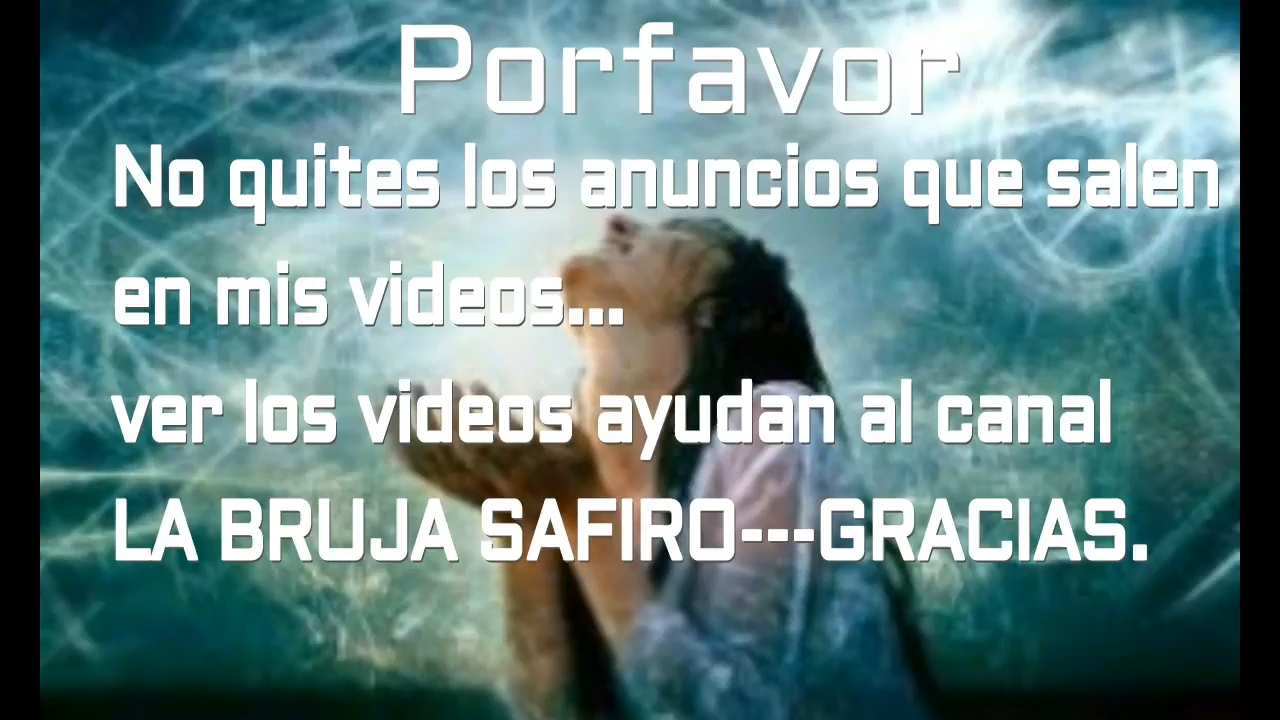 Porfavor
No quites los anuncios que salen
en mis videos...
ver los videos ayudan al canal
LA BRUJA SAFIRO---GRACIAS.